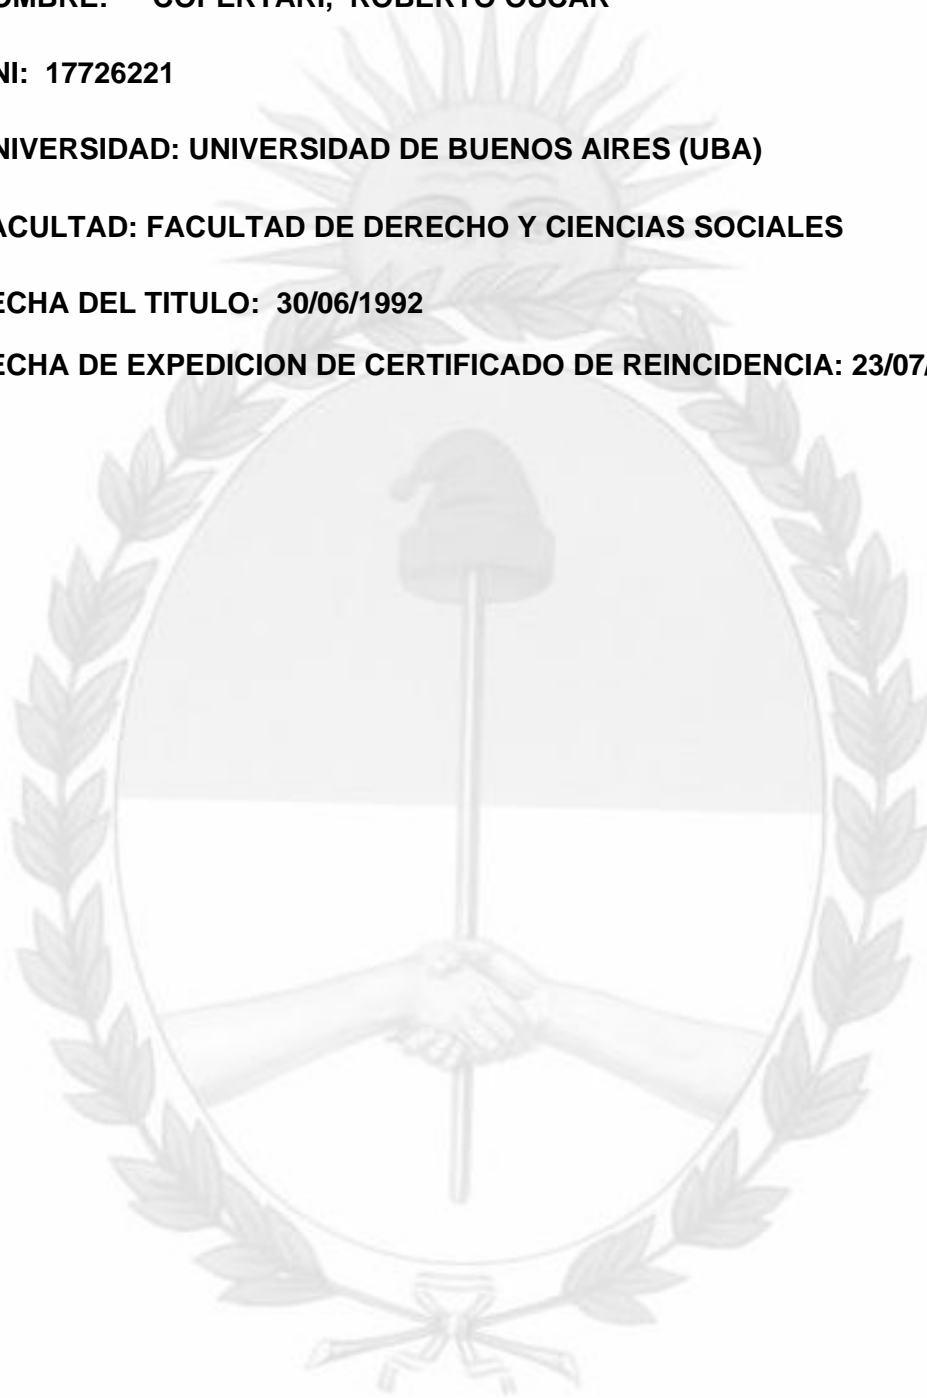 OMBRE: COPERTARI, ROBERTO OSCAR
NI: 17726221
NIVERSIDAD: UNIVERSIDAD DE BUENOS AIRES (UBA)
ACULTAD: FACULTAD DE DERECHO Y CIENCIAS SOCIALES
ECHA DEL TITULO: 30/06/1992
ECHA DE EXPEDICION DE CERTIFICADO DE REINCIDENCIA: 23/07/